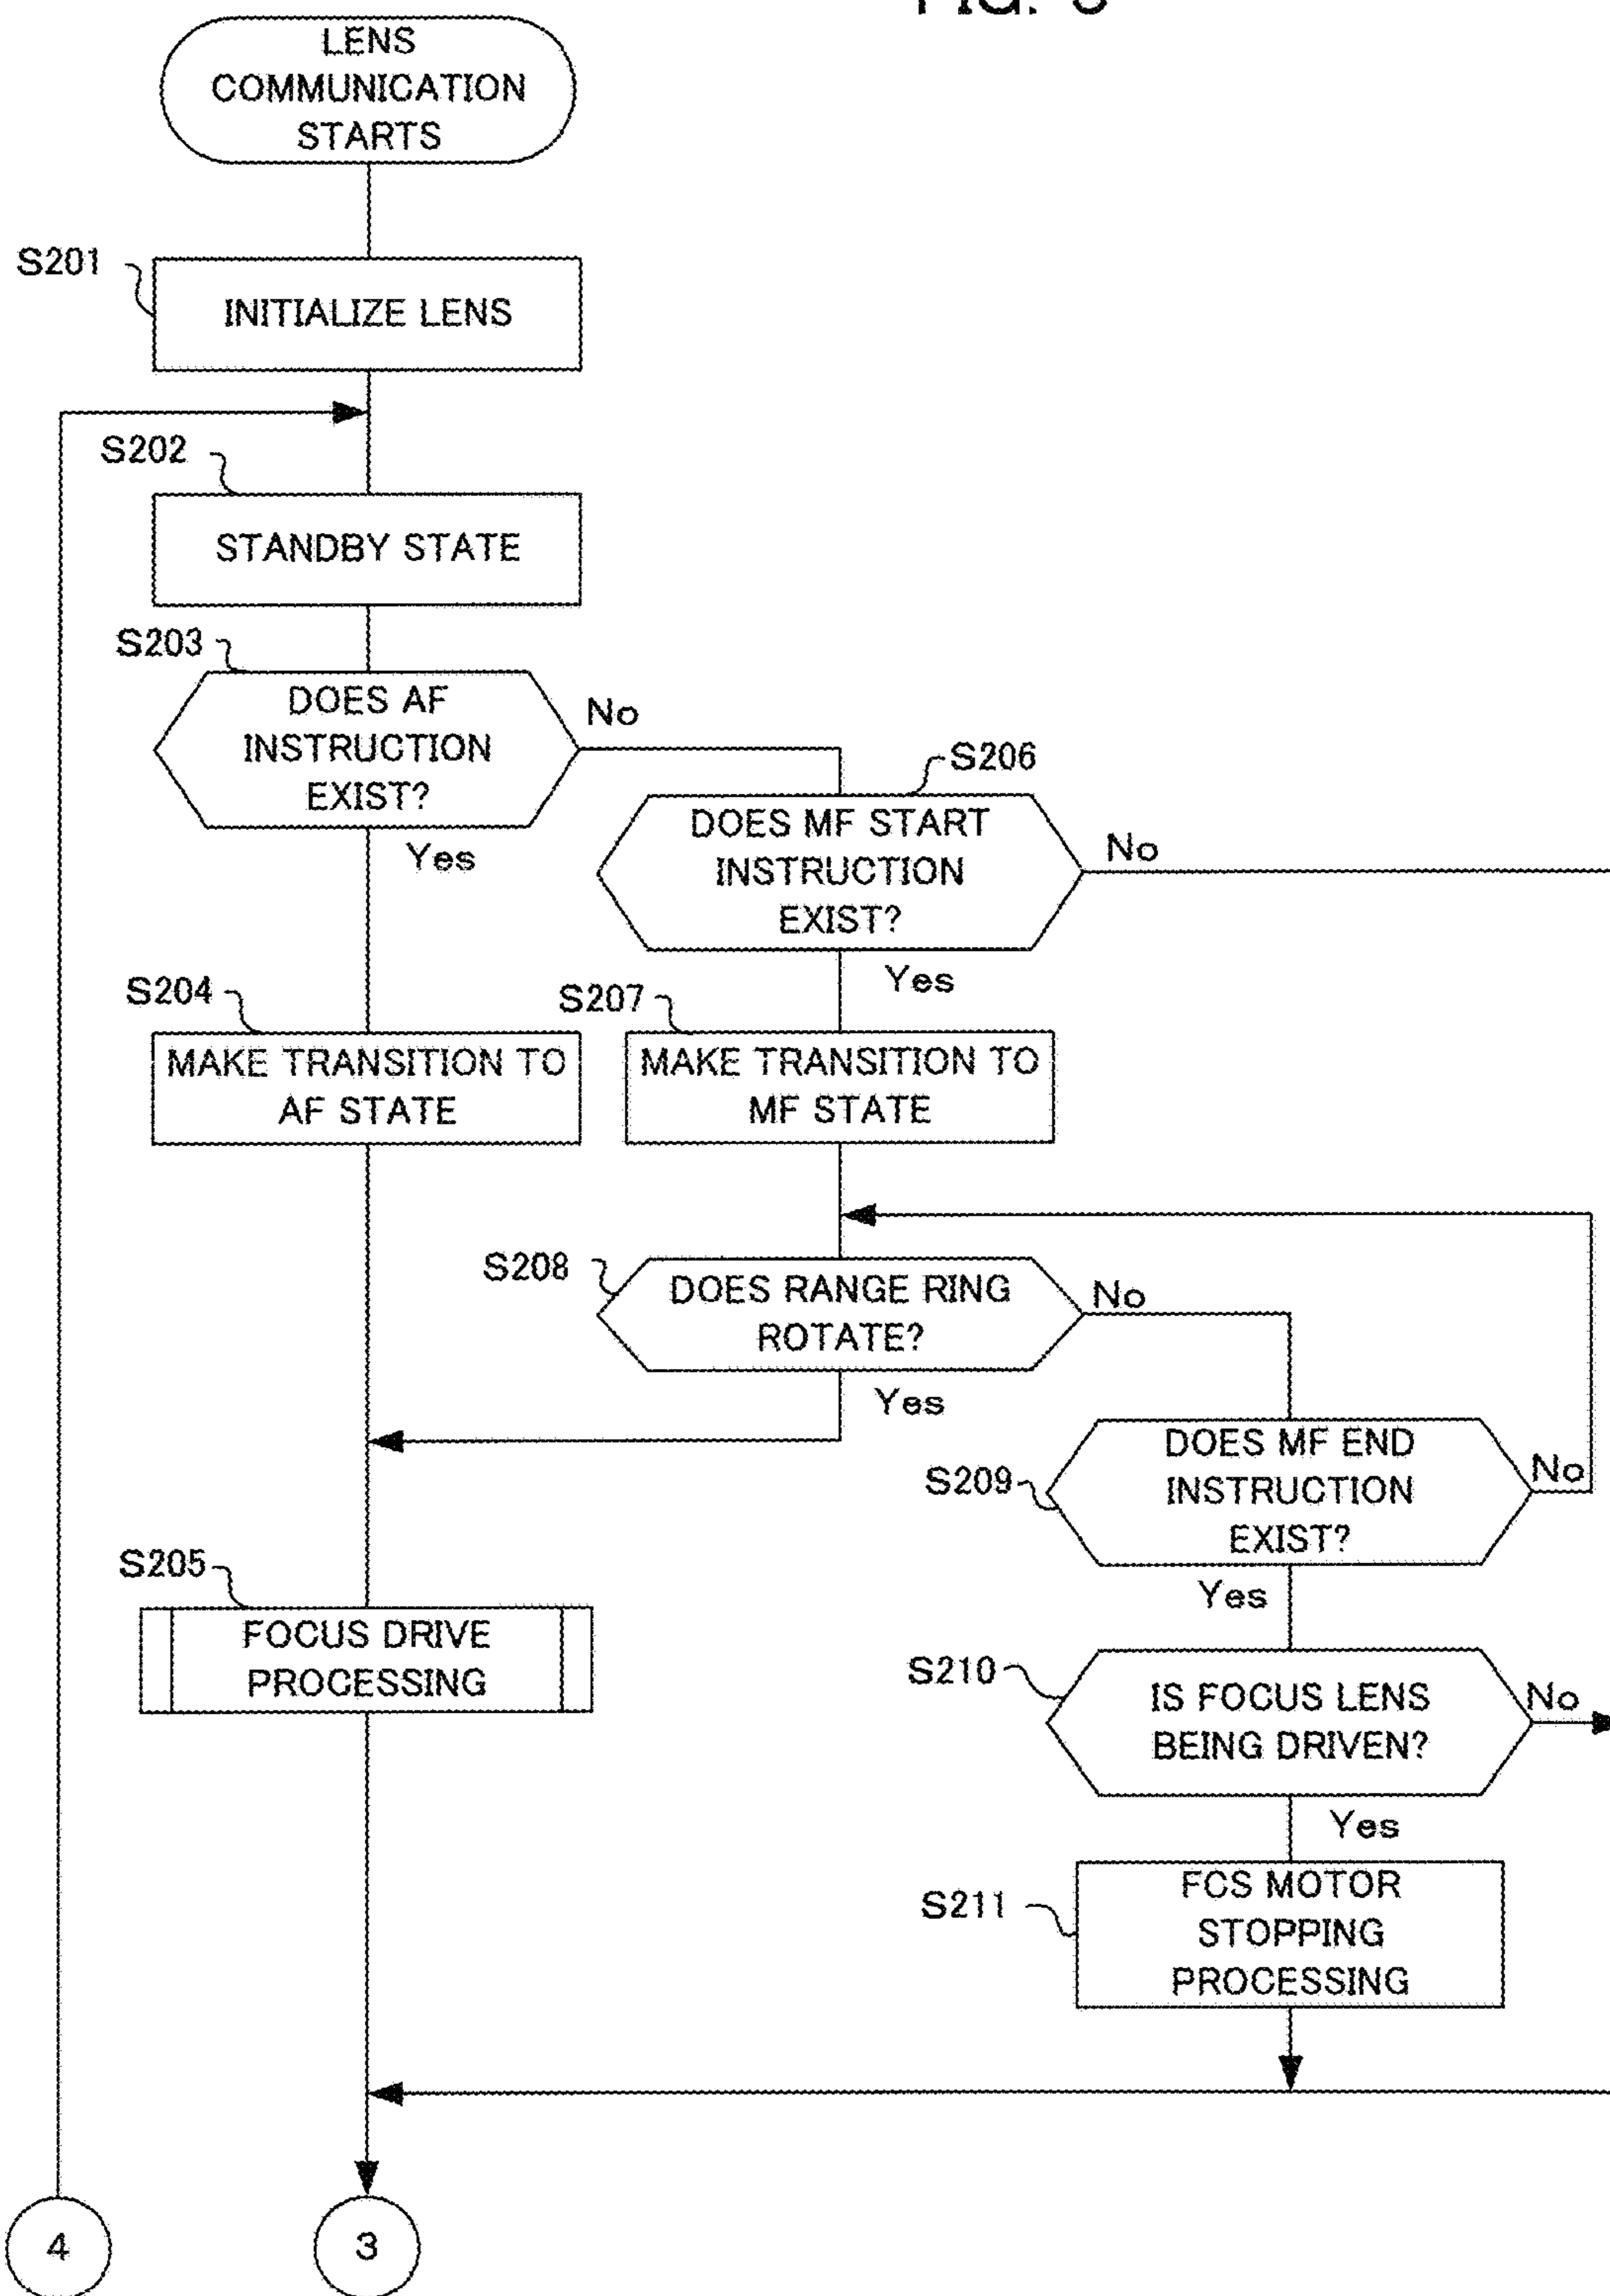 LENS
COMMUNICATION
STARTS
S201
INITIALIZE LENS
S202
STANDBY STATE
S203
DOES AF
INSTRUCTION
EXIST?
No
Yes
S206
DOES MF START
INSTRUCTION
EXIST?
No
Yes
S204
MAKE TRANSITION TO
AF STATE
S207
MAKE TRANSITION TO
MF STATE
S208
DOES RANGE RING
ROTATE?
No
Yes
S209
DOES MF END
INSTRUCTION
EXIST?
No
Yes
S205
FOCUS DRIVE
PROCESSING
S210
IS FOCUS LENS
BEING DRIVEN?
No
Yes
S211
FCS MOTOR
STOPPING
PROCESSING
4
3